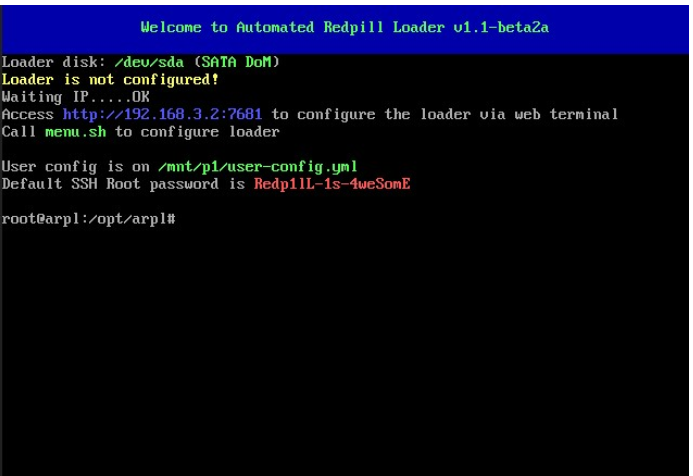 Welcome to Automated Redpill Loader v1.1-beta2a
Loader disk: /dev/sda (SATA DoM)
Loader is not configured!
Waiting IP.....OK
Access http://192.168.3.2:7681 to configure the loader via web terminal
Call menu.sh to configure loader
User config is on /mnt/p1/user-config.yml
Default SSH Root password is Redp1lL-1s-4weSomE
root@arpl:/opt/arpl#